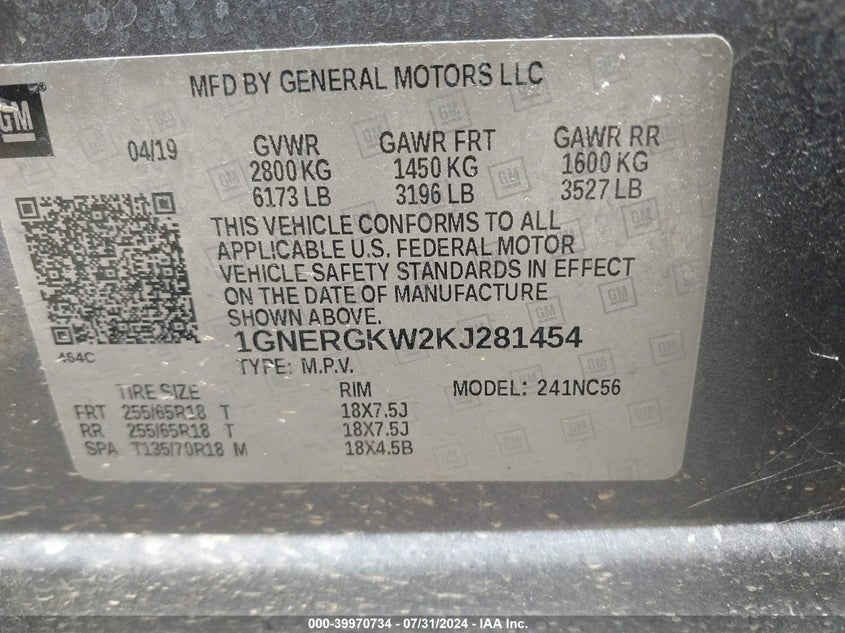 GM
MFD BY GENERAL MOTORS LLC
04/19 GVWR GAWR FRT GAWR RR
2800 KG 1450 KG 1600 KG
6173 LB 3196 LB 3527 LB
THIS VEHICLE CONFORMS TO ALL
APPLICABLE U.S. FEDERAL MOTOR
VEHICLE SAFETY STANDARDS IN EFFECT
ON THE DATE OF MANUFACTURE
SHOWN ABOVE.
1GNERGKW2KJ281454
464C
TYPE: M.P.V.
TIRE SIZE RIM MODEL: 241NC56
FRT 255/65R18 T 18X7.5J
RR 255/65R18 T 18X7.5J
SPA T135/70R18 M 18X4.5B
000-39970734 - 07/31/2024 - IAA Inc.